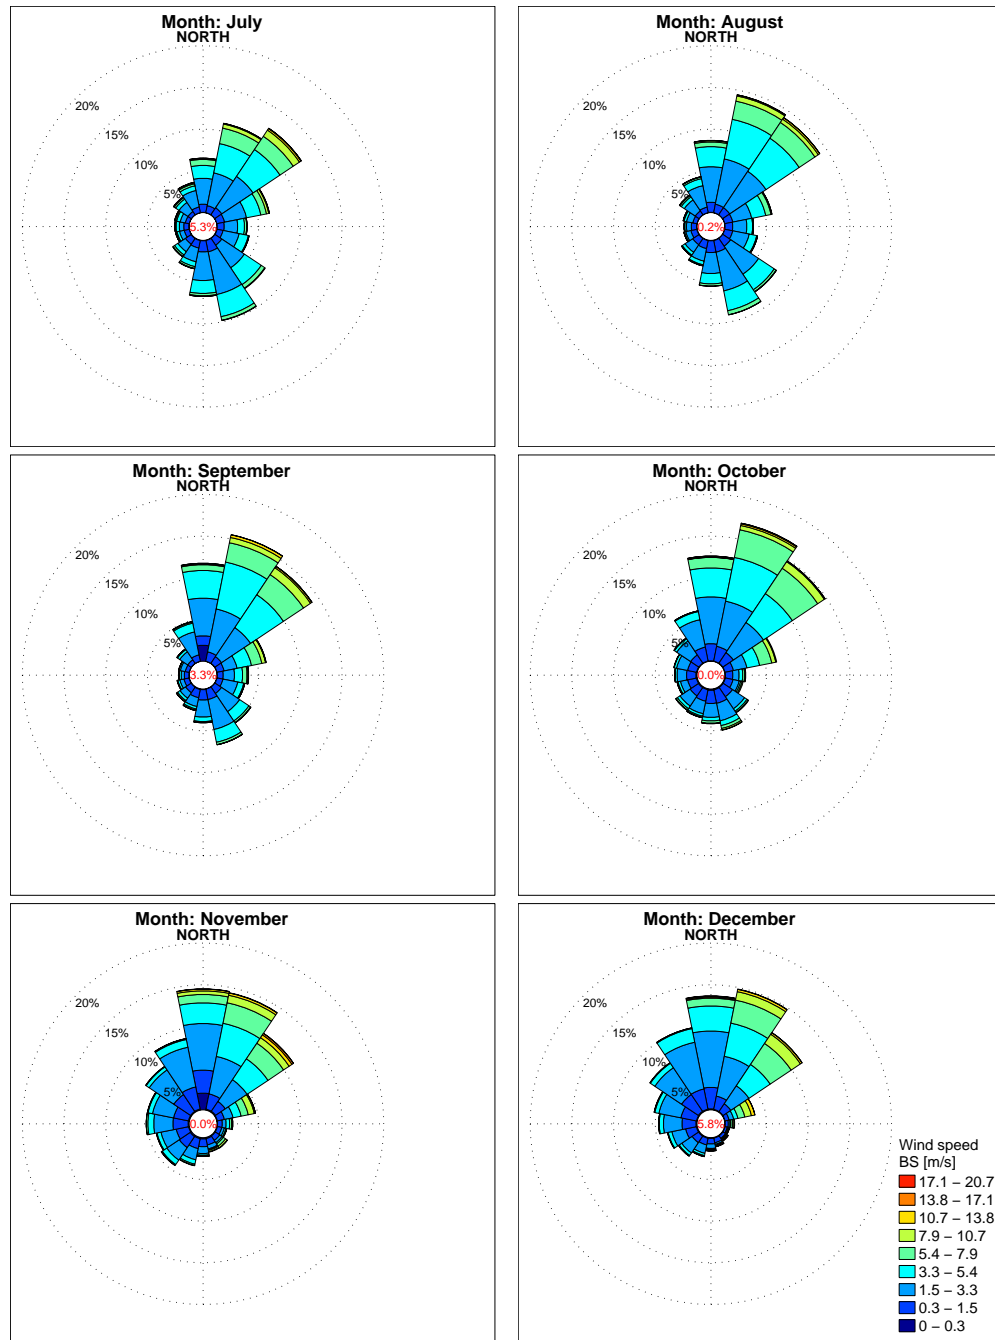 Month: July
NORTH
20%
15%
10%
5%
5.3%
Month: August
NORTH
20%
15%
10%
5%
0.2%
Month: September
NORTH
20%
15%
10%
5%
3.3%
Month: October
NORTH
20%
15%
10%
5%
0.0%
Month: November
NORTH
20%
15%
10%
5%
0.0%
Month: December
NORTH
20%
15%
10%
5%
5.8%
Wind speed
BS [m/s]
17.1 – 20.7
13.8 – 17.1
10.7 – 13.8
7.9 – 10.7
5.4 – 7.9
3.3 – 5.4
1.5 – 3.3
0.3 – 1.5
0 – 0.3